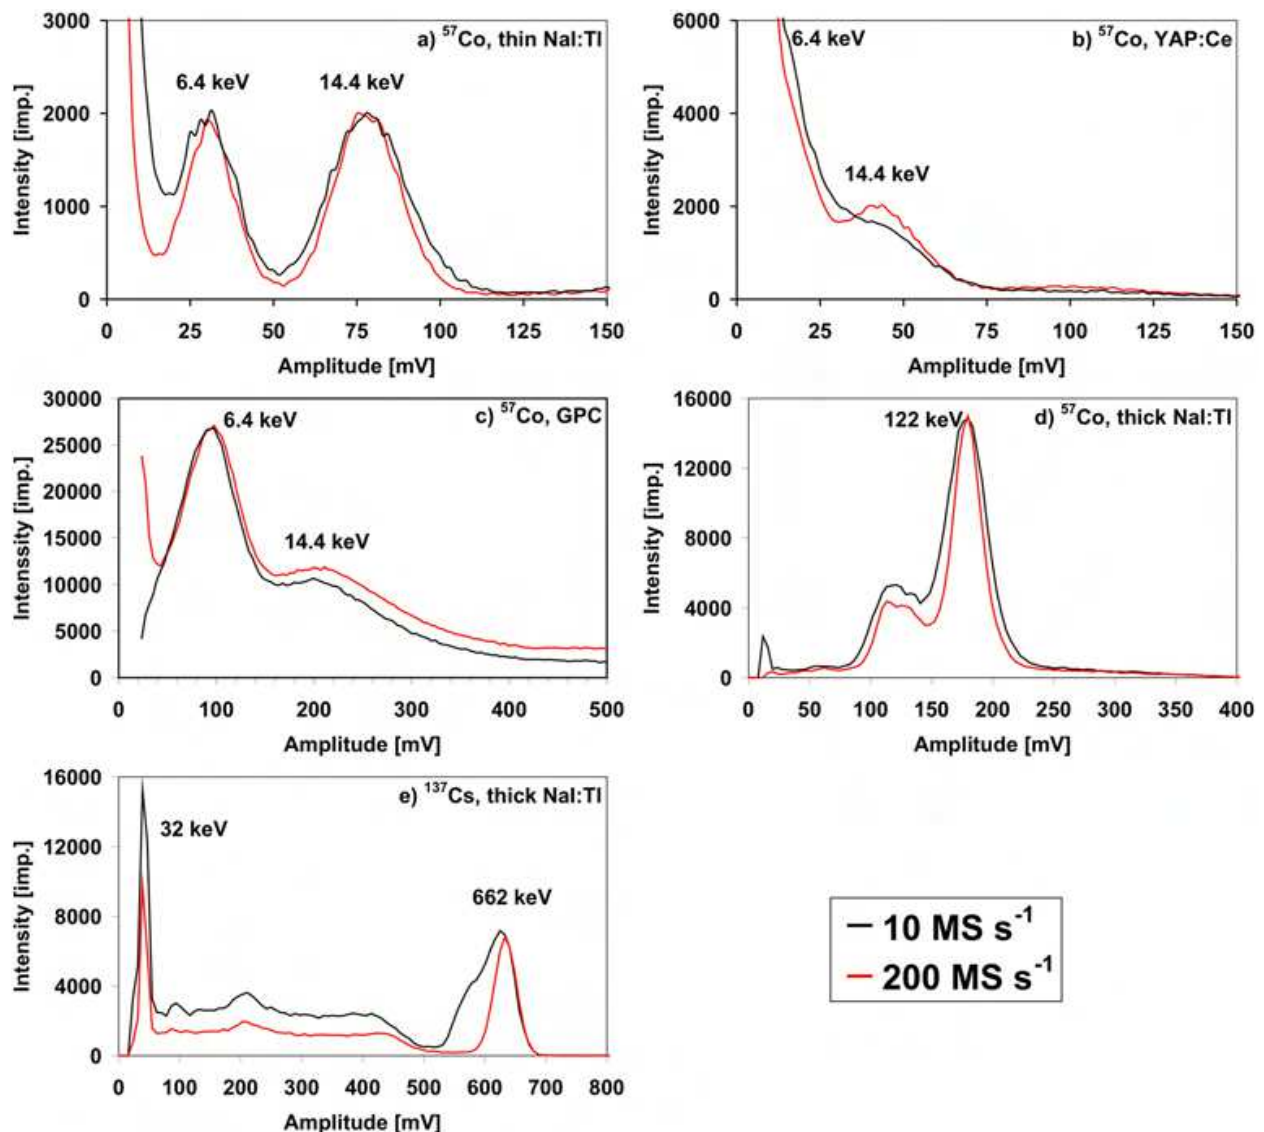 a) ⁵⁷Co, thin NaI:Tl
6.4 keV
14.4 keV
Intensity [imp.]
3000
2000
1000
0
0 25 50 75 100 125 150
Amplitude [mV]
b) ⁵⁷Co, YAP:Ce
6.4 keV
14.4 keV
Intensity [imp.]
6000
4000
2000
0
0 25 50 75 100 125 150
Amplitude [mV]
c) ⁵⁷Co, GPC
6.4 keV
14.4 keV
Intenssity [imp.]
30000
25000
20000
15000
10000
5000
0
0 100 200 300 400 500
Amplitude [mV]
d) ⁵⁷Co, thick NaI:Tl
122 keV
Intensity [imp.]
16000
12000
8000
4000
0
0 50 100 150 200 250 300 350 400
Amplitude [mV]
e) ¹³⁷Cs, thick NaI:Tl
32 keV
662 keV
Intensity [imp.]
16000
12000
8000
4000
0
0 100 200 300 400 500 600 700 800
Amplitude [mV]
10 MS s⁻¹
200 MS s⁻¹